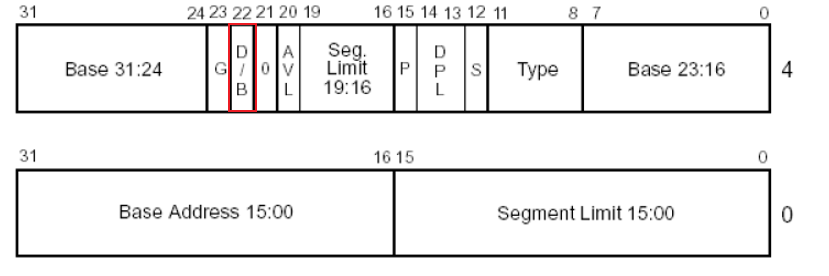 31 24 23 22 21 20 19 16 15 14 13 12 11 8 7 0
Base 31:24 G D/B 0 AVL Seg. Limit 19:16 P DPL S Type Base 23:16 4
31 16 15 0
Base Address 15:00 Segment Limit 15:00 0